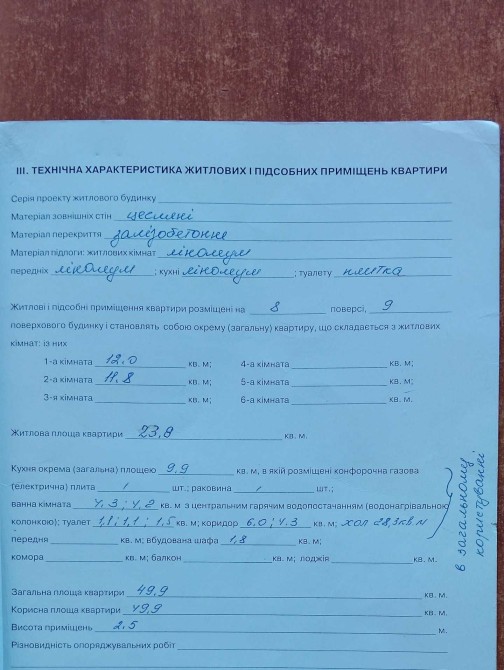 III. ТЕХНІЧНА ХАРАКТЕРИСТИКА ЖИТЛОВИХ І ПІДСОБНИХ ПРИМІЩЕНЬ КВАРТИРИ
Серія проекту житлового будинку
Матеріал зовнішніх стін цегляні
Матеріал перекриття залізобетонне
Матеріал підлоги: житлових кімнат лінолеум
передніх лінолеум ; кухні лінолеум ; туалету плитка
Житлові і підсобні приміщення квартири розміщені на 8 поверсі, 9
поверхового будинку і становлять собою окрему (загальну) квартиру, що складається з житлових
кімнат: із них
1-а кімната 12.0 кв. м; 4-а кімната кв. м;
2-а кімната 11.8 кв. м; 5-а кімната кв. м;
3-я кімната кв. м; 6-а кімната кв. м.
Житлова площа квартири 23,8 кв. м.
Кухня окрема (загальна) площею 9.9 кв. м, в якій розміщені конфорочна газова
(електрична) плита 1 шт.; раковина 1 шт.;
ванна кімната 4.3; 4.2 кв. м з центральним гарячим водопостачанням (водонагрівальною
колонкою); туалет 1,1; 1,1; 1,5 кв. м; коридор 6,0; 4.3 кв. м; хол 28,3 кв м
передня кв. м; вбудована шафа 1,8 кв. м;
комора кв. м; балкон кв. м; лоджія кв. м.
в загальному користуванні
Загальна площа квартири 49,9 кв. м.
Корисна площа квартири 49,9 кв. м.
Висота приміщень 2.5 м.
Різновидність опоряджувальних робіт